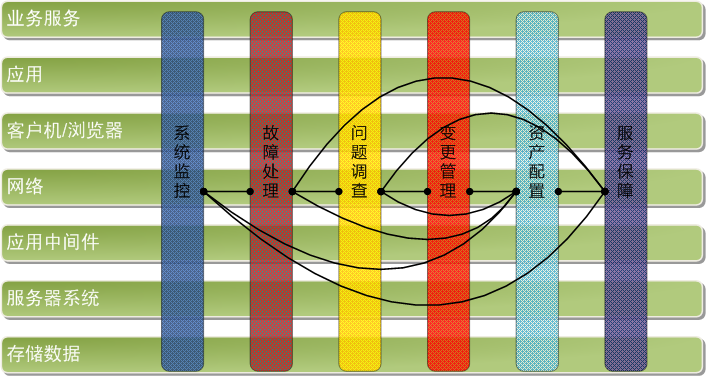 业务服务
应用
客户机/浏览器
网络
应用中间件
服务器系统
存储数据
系统监控
故障处理
问题调查
变更管理
资产配置
服务保障